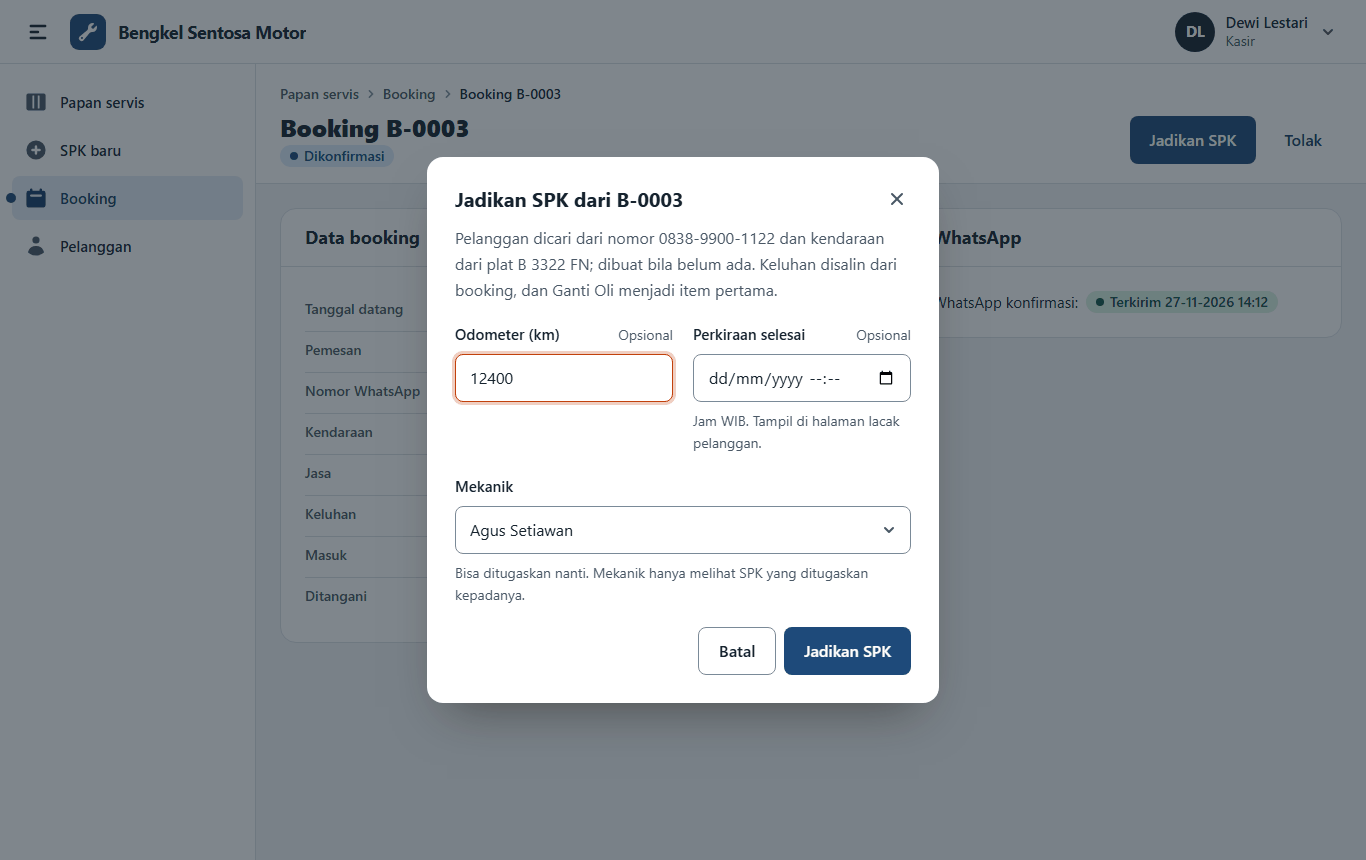 Bengkel Sentosa Motor
DL
Dewi Lestari
Kasir
Papan servis
SPK baru
Booking
Pelanggan
Papan servis > Booking > Booking B-0003
Booking B-0003
Dikonfirmasi
Jadikan SPK
Tolak
Data booking
Tanggal datang
Pemesan
Nomor WhatsApp
Kendaraan
Jasa
Keluhan
Masuk
Ditangani
WhatsApp
WhatsApp konfirmasi: Terkirim 27-11-2026 14:12
Jadikan SPK dari B-0003
Pelanggan dicari dari nomor 0838-9900-1122 dan kendaraan
dari plat B 3322 FN; dibuat bila belum ada. Keluhan disalin dari
booking, dan Ganti Oli menjadi item pertama.
Odometer (km) Opsional
12400
Perkiraan selesai Opsional
dd/mm/yyyy --:--
Jam WIB. Tampil di halaman lacak
pelanggan.
Mekanik
Agus Setiawan
Bisa ditugaskan nanti. Mekanik hanya melihat SPK yang ditugaskan
kepadanya.
Batal
Jadikan SPK